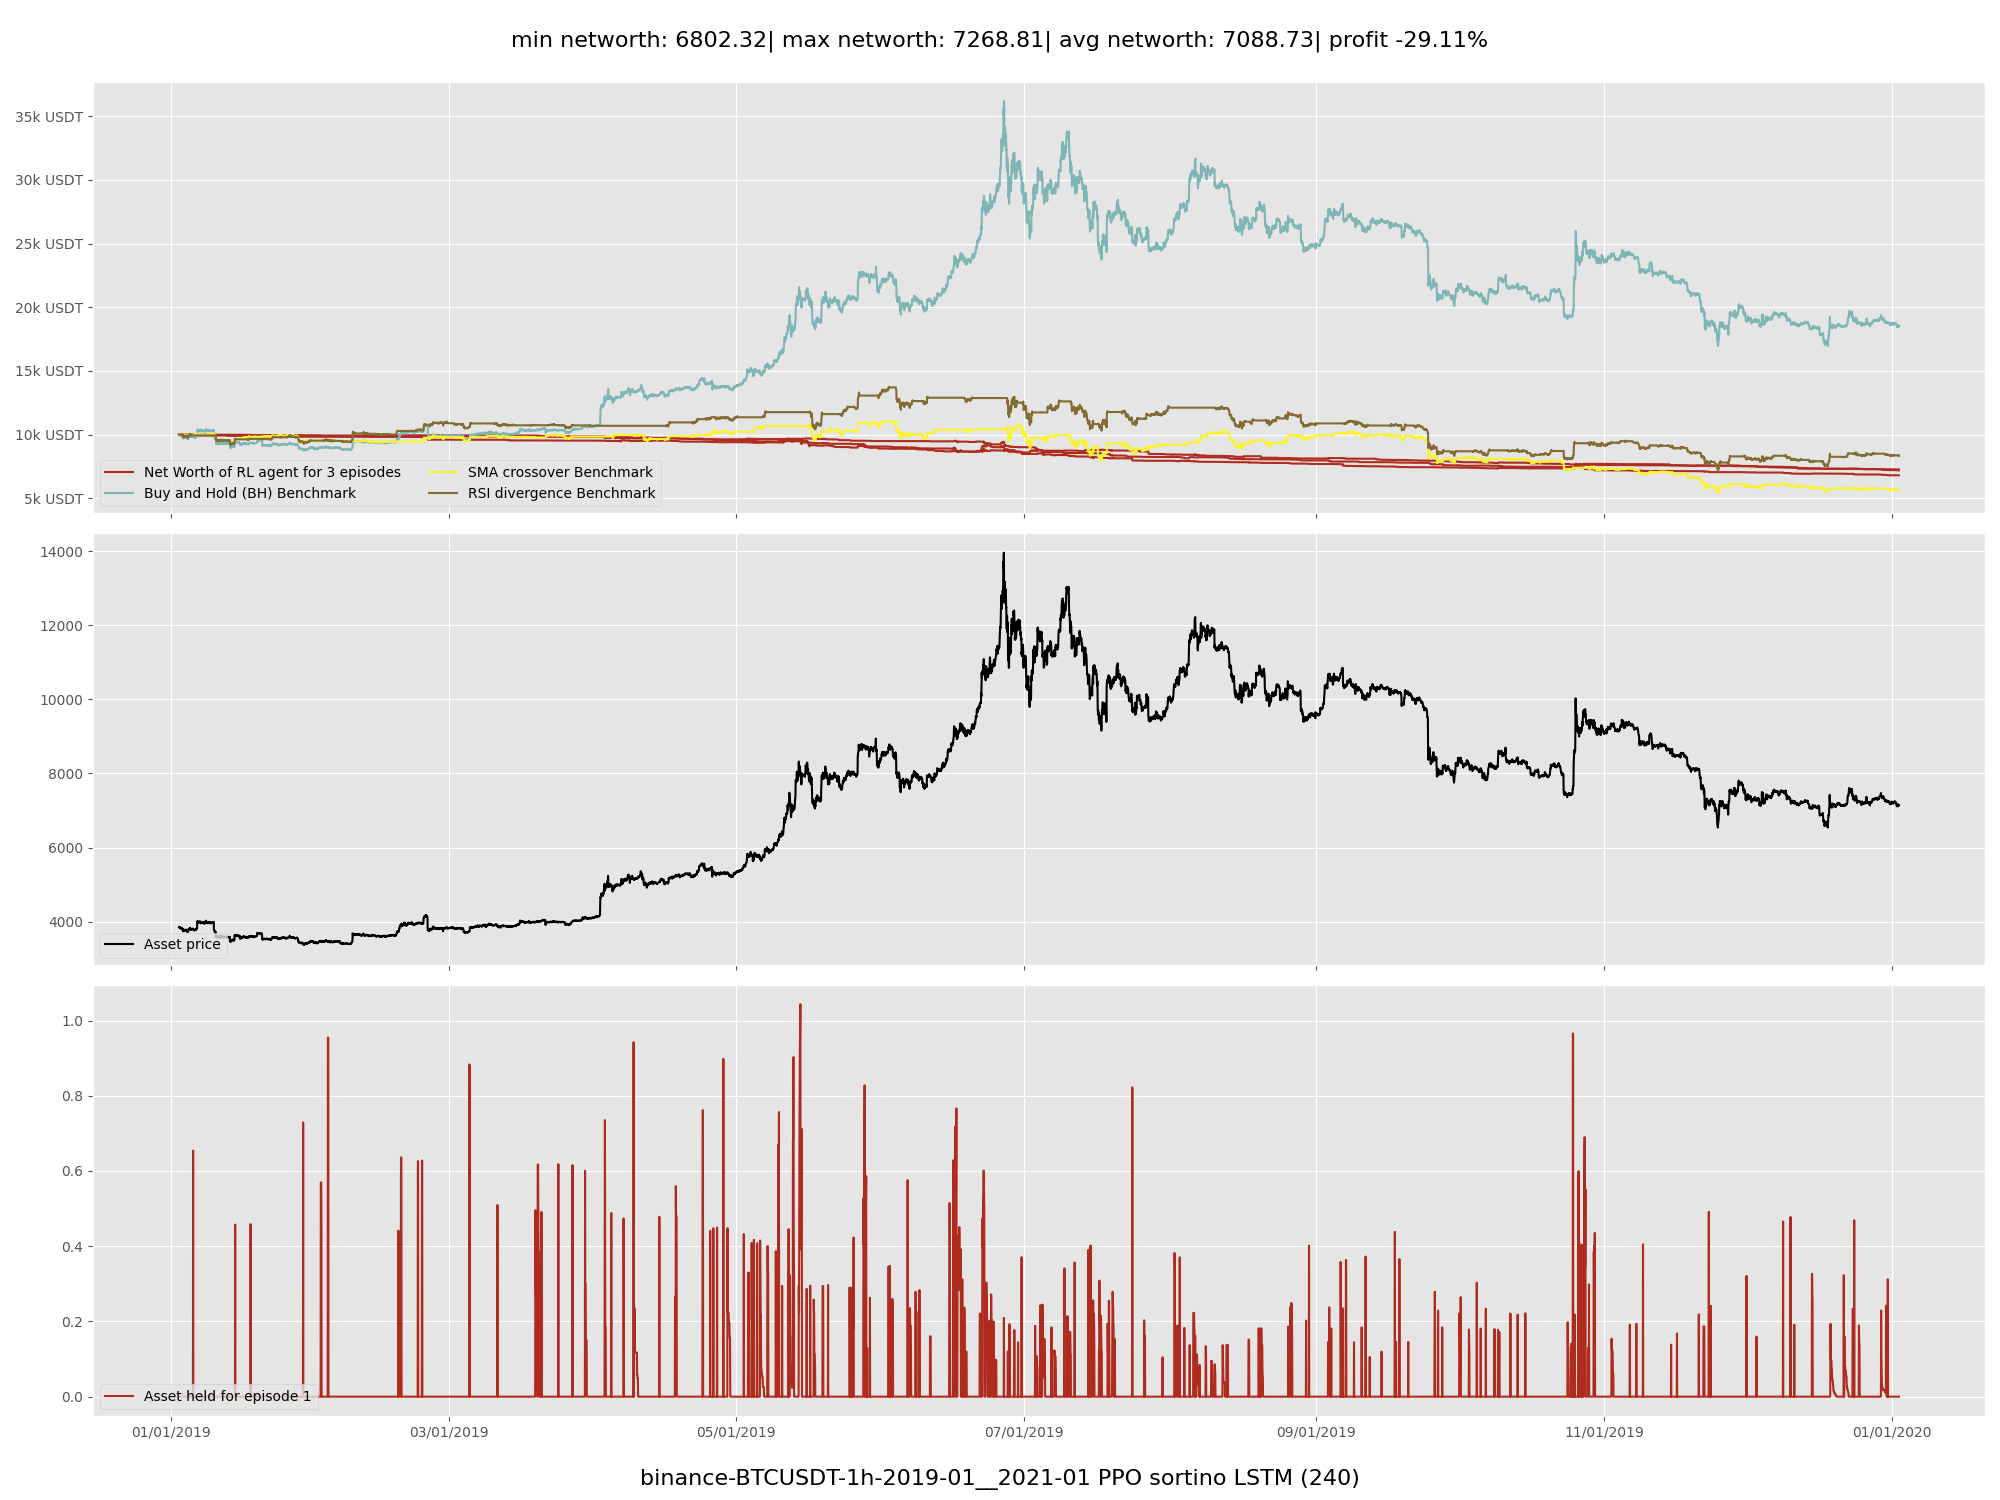 min networth: 6802.32| max networth: 7268.81| avg networth: 7088.73| profit -29.11%
35k USDT
30k USDT
25k USDT
20k USDT
15k USDT
10k USDT
5k USDT
Net Worth of RL agent for 3 episodes
Buy and Hold (BH) Benchmark
SMA crossover Benchmark
RSI divergence Benchmark
14000
12000
10000
8000
6000
4000
Asset price
1.0
0.8
0.6
0.4
0.2
0.0
Asset held for episode 1
01/01/2019 03/01/2019 05/01/2019 07/01/2019 09/01/2019 11/01/2019 01/01/2020
binance-BTCUSDT-1h-2019-01__2021-01 PPO sortino LSTM (240)